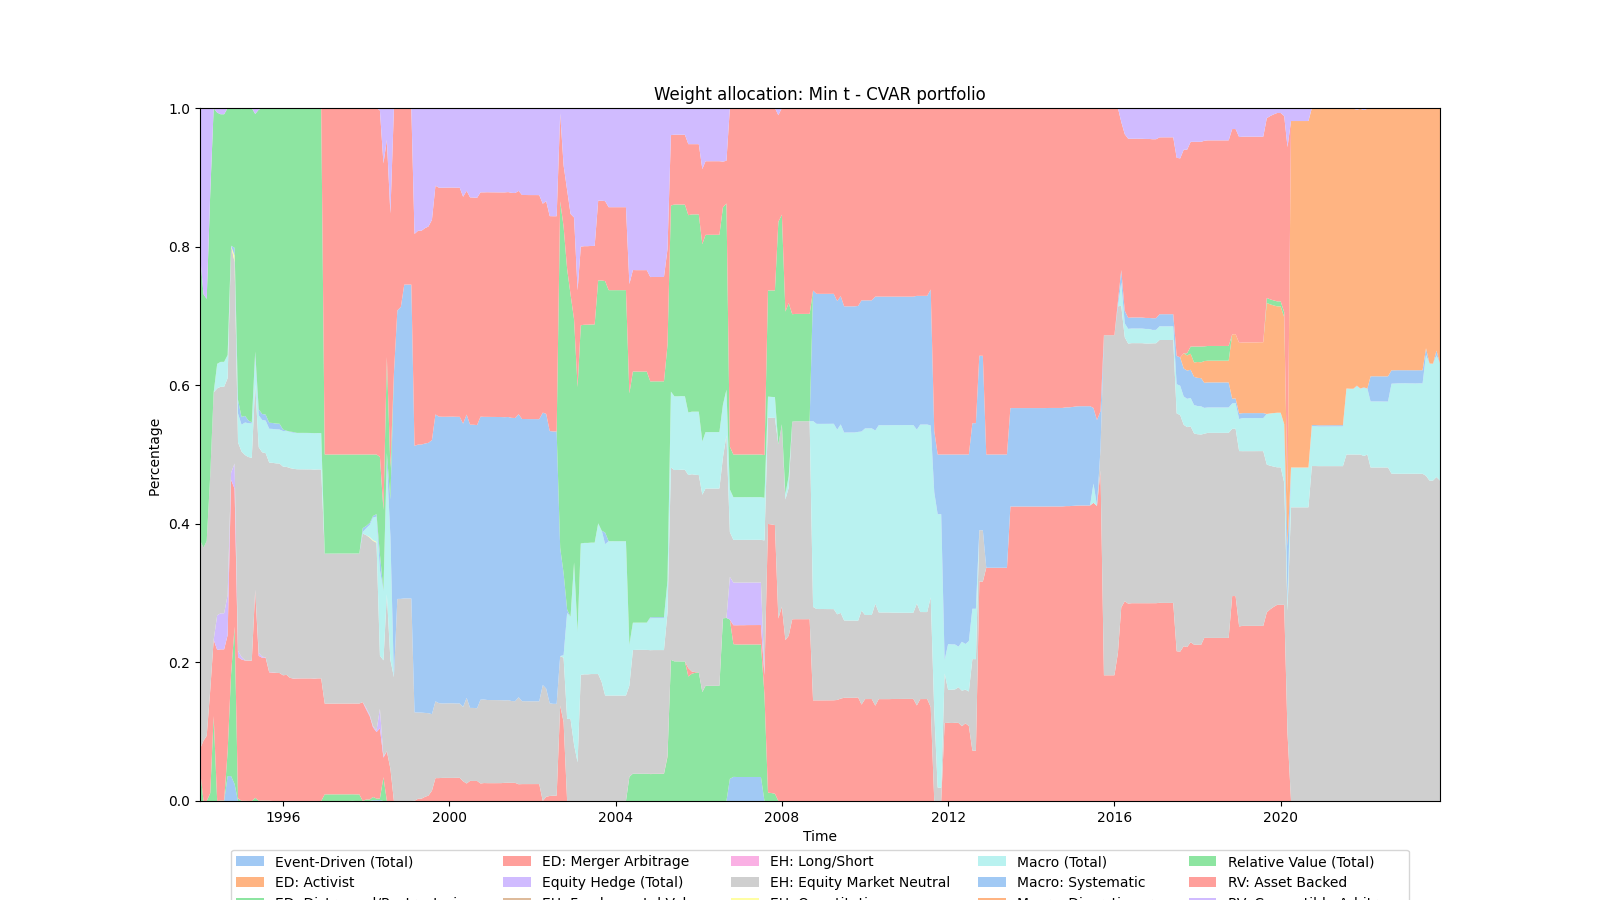 Weight allocation: Min t - CVAR portfolio
1.0
0.8
0.6
0.4
0.2
0.0
Percentage
1996 2000 2004 2008 2012 2016 2020
Time
Event-Driven (Total) ED: Merger Arbitrage EH: Long/Short Macro (Total) Relative Value (Total)
ED: Activist Equity Hedge (Total) EH: Equity Market Neutral Macro: Systematic RV: Asset Backed